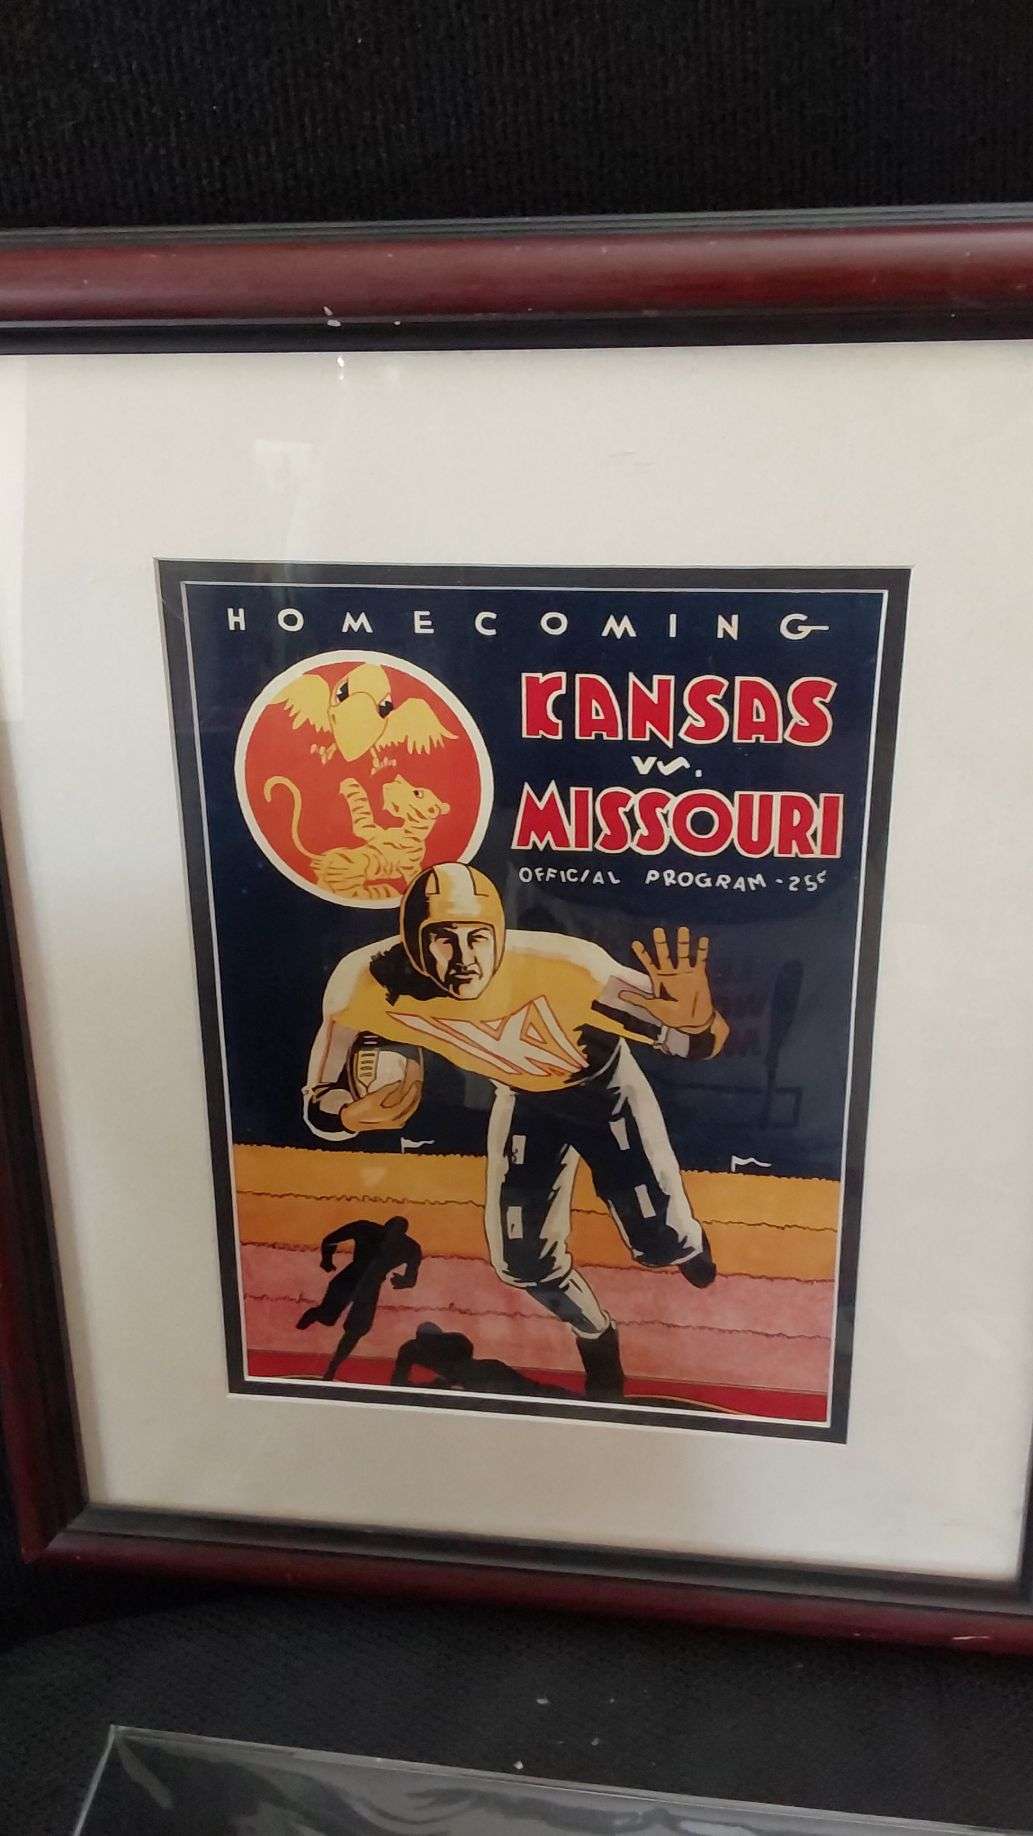 HOMECOMING
KANSAS
vs.
MISSOURI
OFFICIAL PROGRAM - 25¢